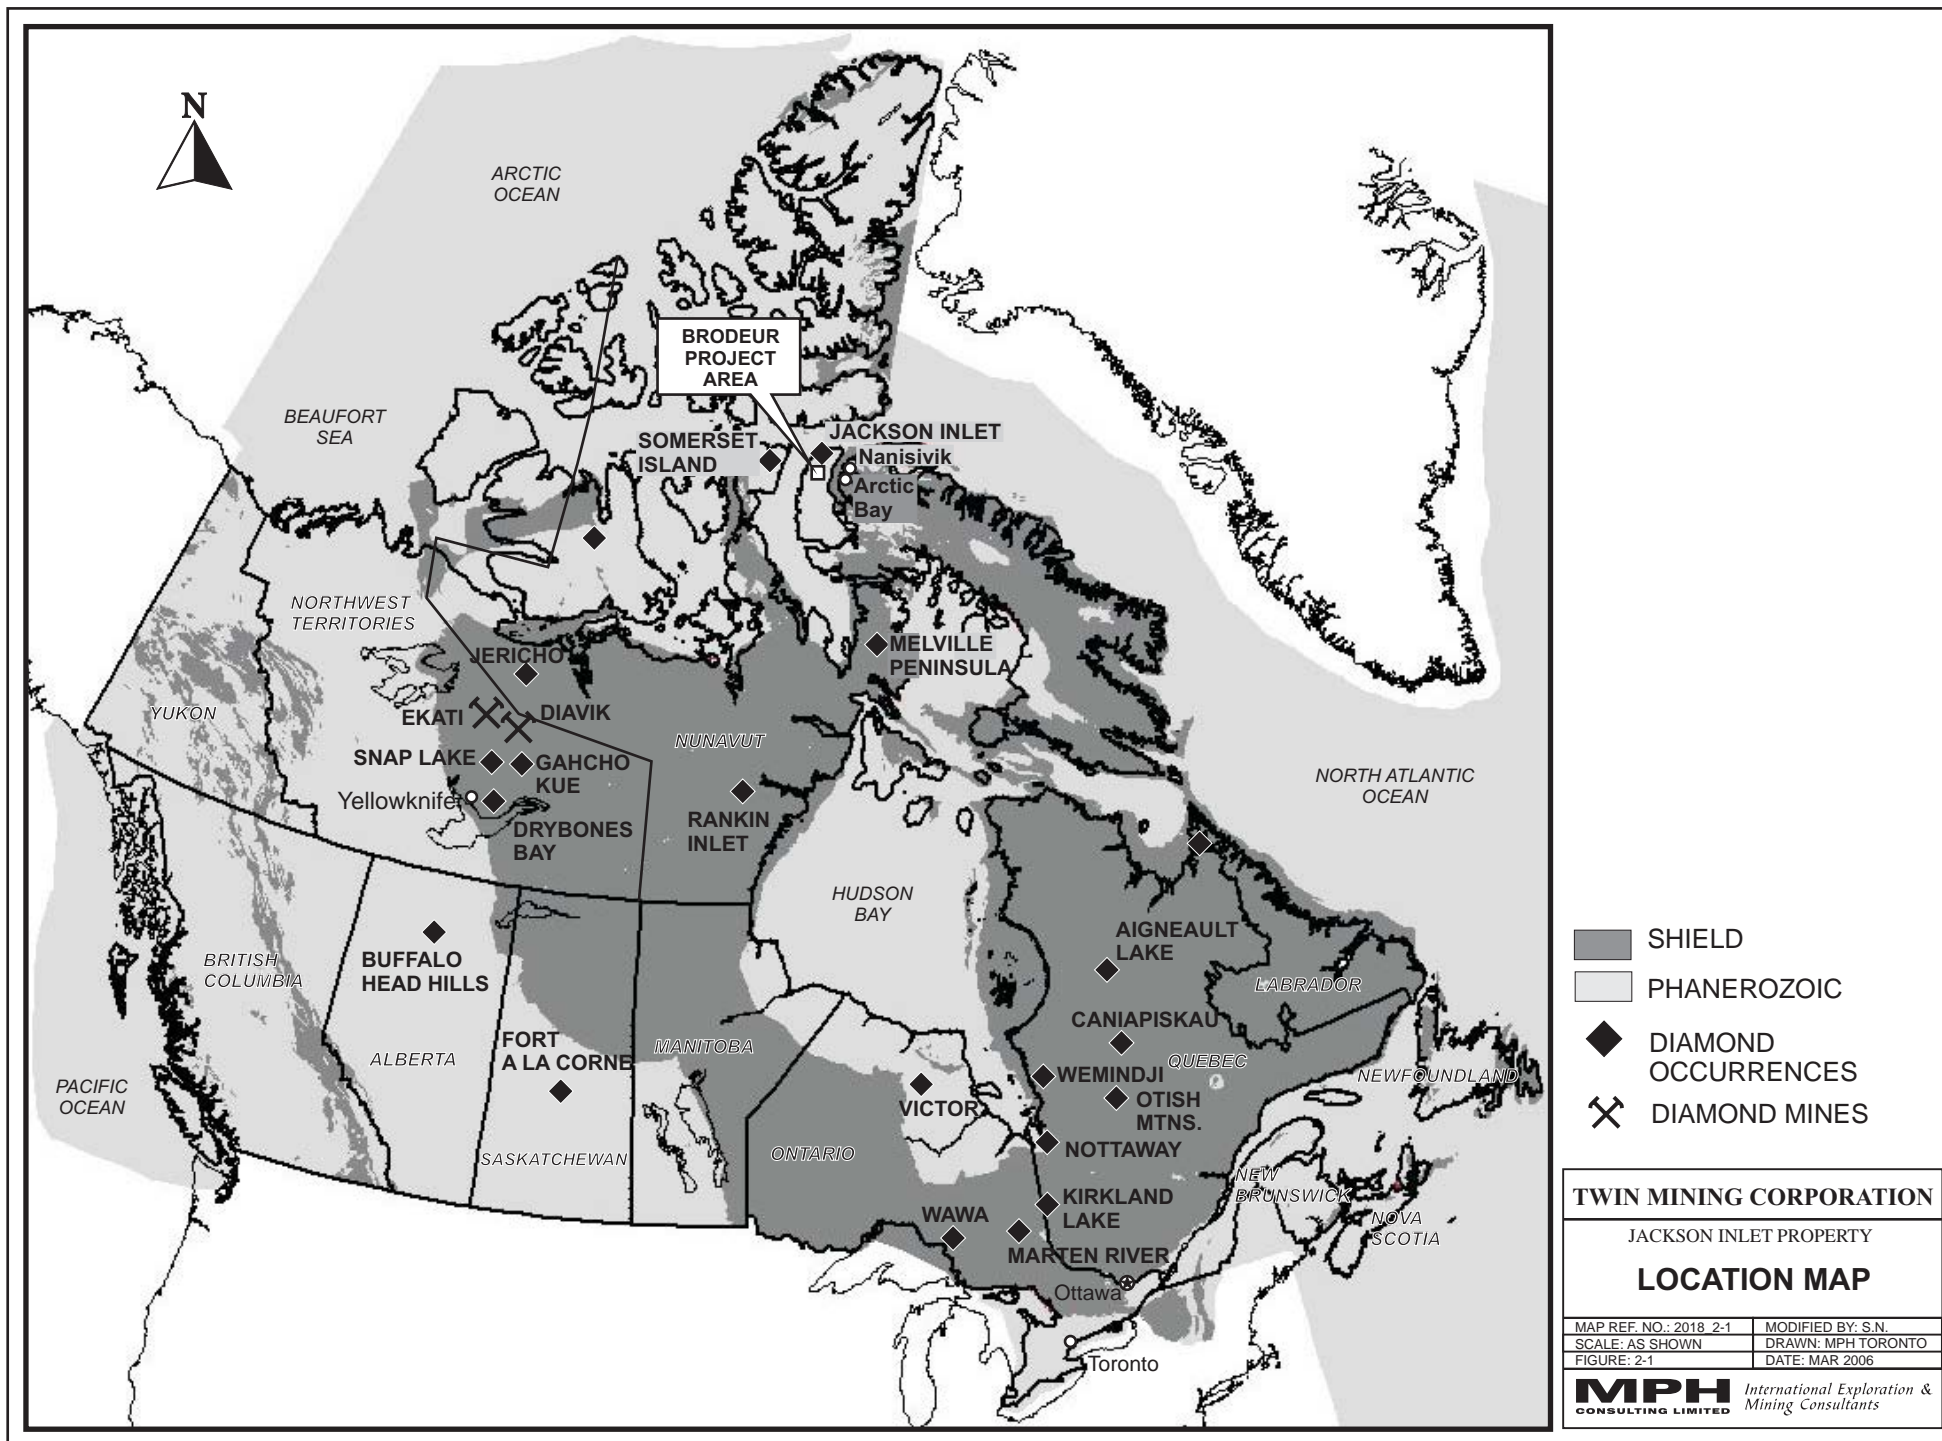 N
ARCTIC
OCEAN
BRODEUR
PROJECT
AREA
BEAUFORT
SEA
SOMERSET
ISLAND
JACKSON INLET
Nanisivik
Arctic
Bay
NORTHWEST
TERRITORIES
JERICHO
MELVILLE
PENINSULA
YUKON
EKATI
DIAVIK
NUNAVUT
SNAP LAKE
GAHCHO
KUE
Yellowknife
DRYBONES
BAY
RANKIN
INLET
NORTH ATLANTIC
OCEAN
HUDSON
BAY
BRITISH
COLUMBIA
BUFFALO
HEAD HILLS
AIGNEAULT
LAKE
LABRADOR
CANIAPISKAU
FORT
A LA CORNE
ALBERTA
MANITOBA
QUEBEC
PACIFIC
OCEAN
VICTOR
WEMINDJI
OTISH
MTNS.
NEWFOUNDLAND
NOTTAWAY
SASKATCHEWAN
ONTARIO
NEW
BRUNSWICK
KIRKLAND
LAKE
WAWA
NOVA
SCOTIA
MARTEN RIVER
Ottawa
Toronto
SHIELD
PHANEROZOIC
DIAMOND
OCCURRENCES
DIAMOND MINES
TWIN MINING CORPORATION
JACKSON INLET PROPERTY
LOCATION MAP
MAP REF. NO.: 2018_2-1
MODIFIED BY: S.N.
SCALE: AS SHOWN
DRAWN: MPH TORONTO
FIGURE: 2-1
DATE: MAR 2006
MPH
CONSULTING LIMITED
International Exploration &
Mining Consultants